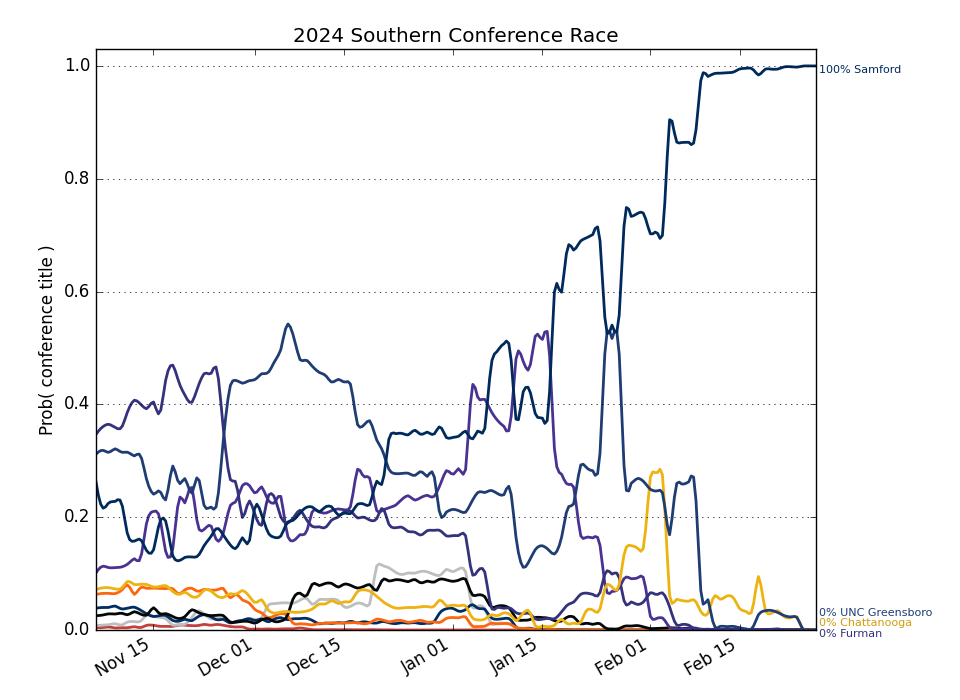 2024 Southern Conference Race
Prob( conference title )
1.0
0.8
0.6
0.4
0.2
0.0
Nov 15
Dec 01
Dec 15
Jan 01
Jan 15
Feb 01
Feb 15
100% Samford
0% UNC Greensboro
0% Chattanooga
0% Furman